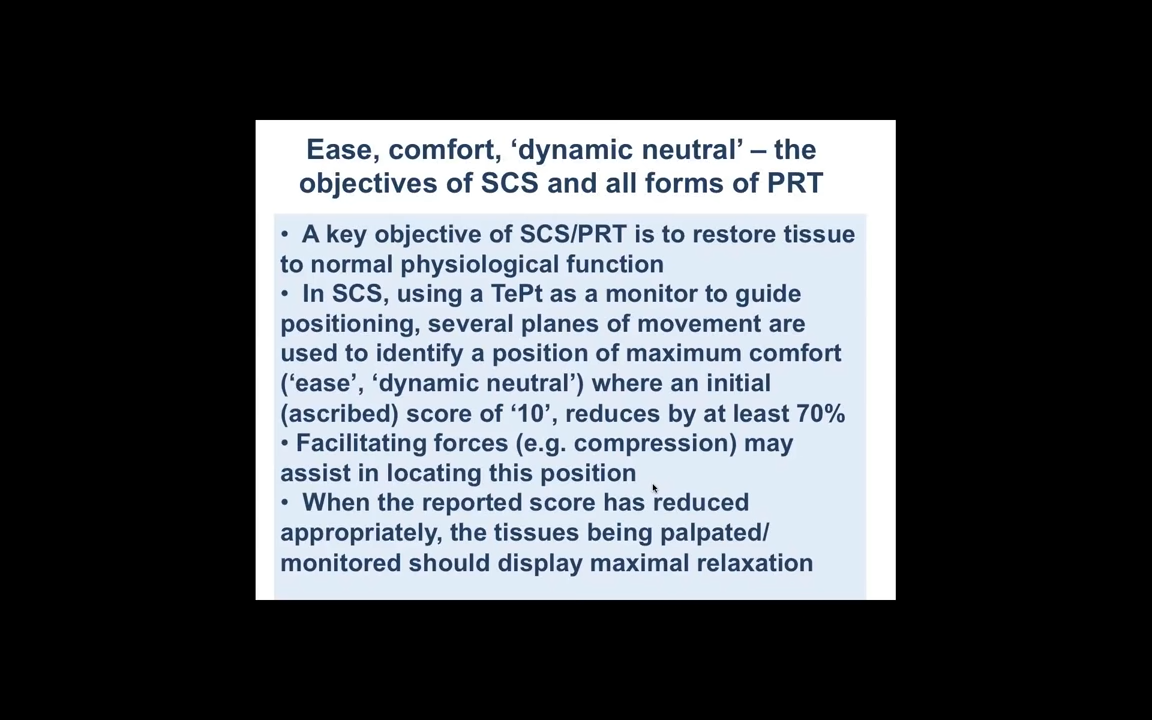 Ease, comfort, ‘dynamic neutral’ – the
objectives of SCS and all forms of PRT
• A key objective of SCS/PRT is to restore tissue
to normal physiological function
• In SCS, using a TePt as a monitor to guide
positioning, several planes of movement are
used to identify a position of maximum comfort
(‘ease’, ‘dynamic neutral’) where an initial
(ascribed) score of ‘10’, reduces by at least 70%
• Facilitating forces (e.g. compression) may
assist in locating this position
• When the reported score has reduced
appropriately, the tissues being palpated/
monitored should display maximal relaxation